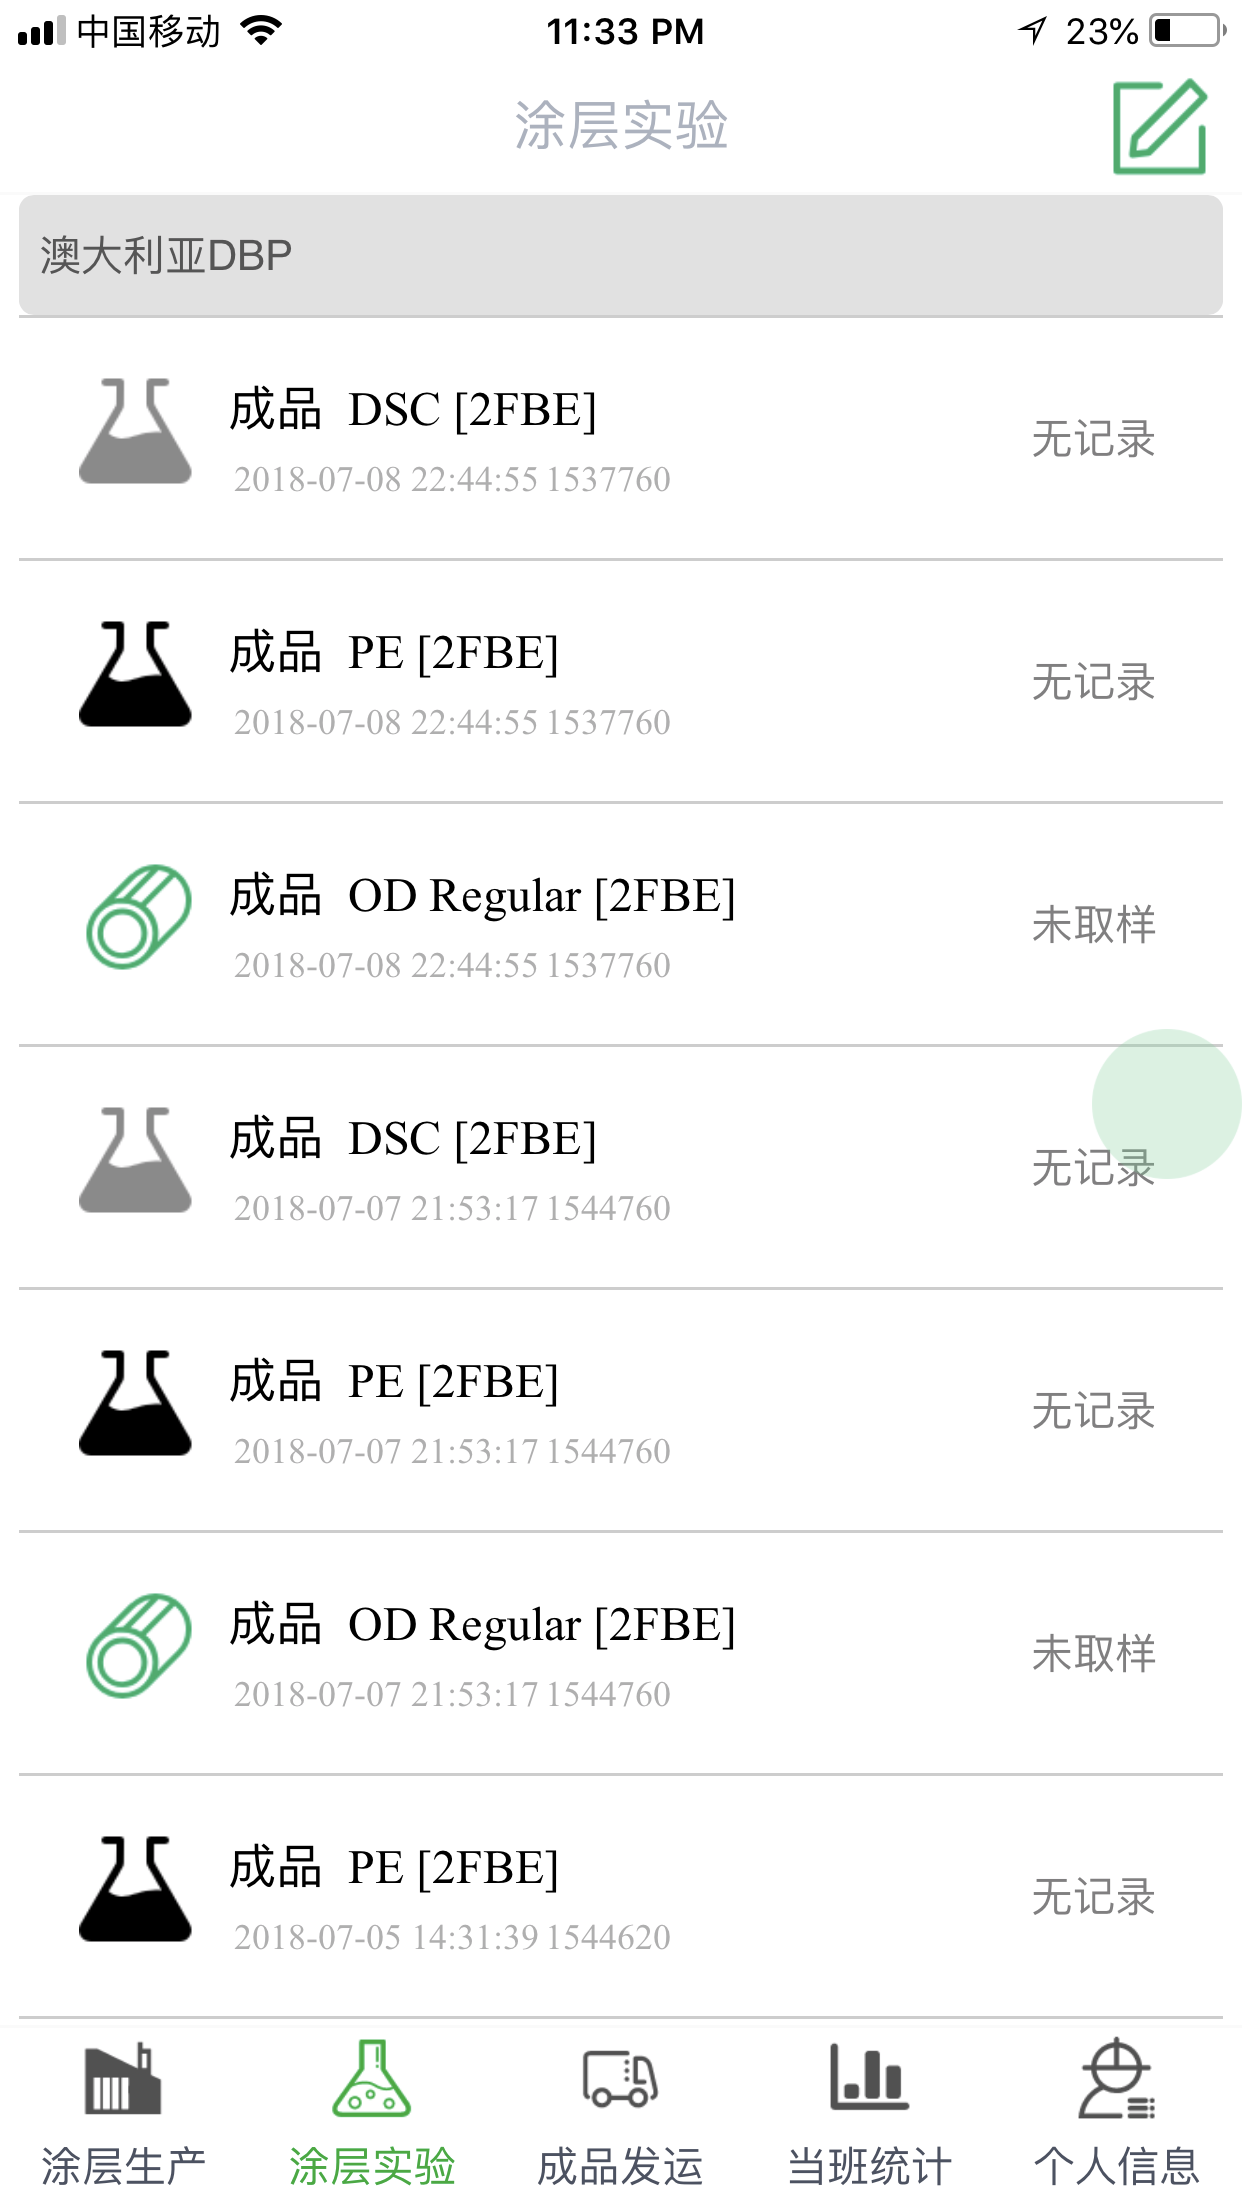 中国移动 11:33 PM 23%
涂层实验
澳大利亚DBP
成品 DSC [2FBE]
2018-07-08 22:44:55 1537760
无记录
成品 PE [2FBE]
2018-07-08 22:44:55 1537760
无记录
成品 OD Regular [2FBE]
2018-07-08 22:44:55 1537760
未取样
成品 DSC [2FBE]
2018-07-07 21:53:17 1544760
无记录
成品 PE [2FBE]
2018-07-07 21:53:17 1544760
无记录
成品 OD Regular [2FBE]
2018-07-07 21:53:17 1544760
未取样
成品 PE [2FBE]
2018-07-05 14:31:39 1544620
无记录
涂层生产 涂层实验 成品发运 当班统计 个人信息